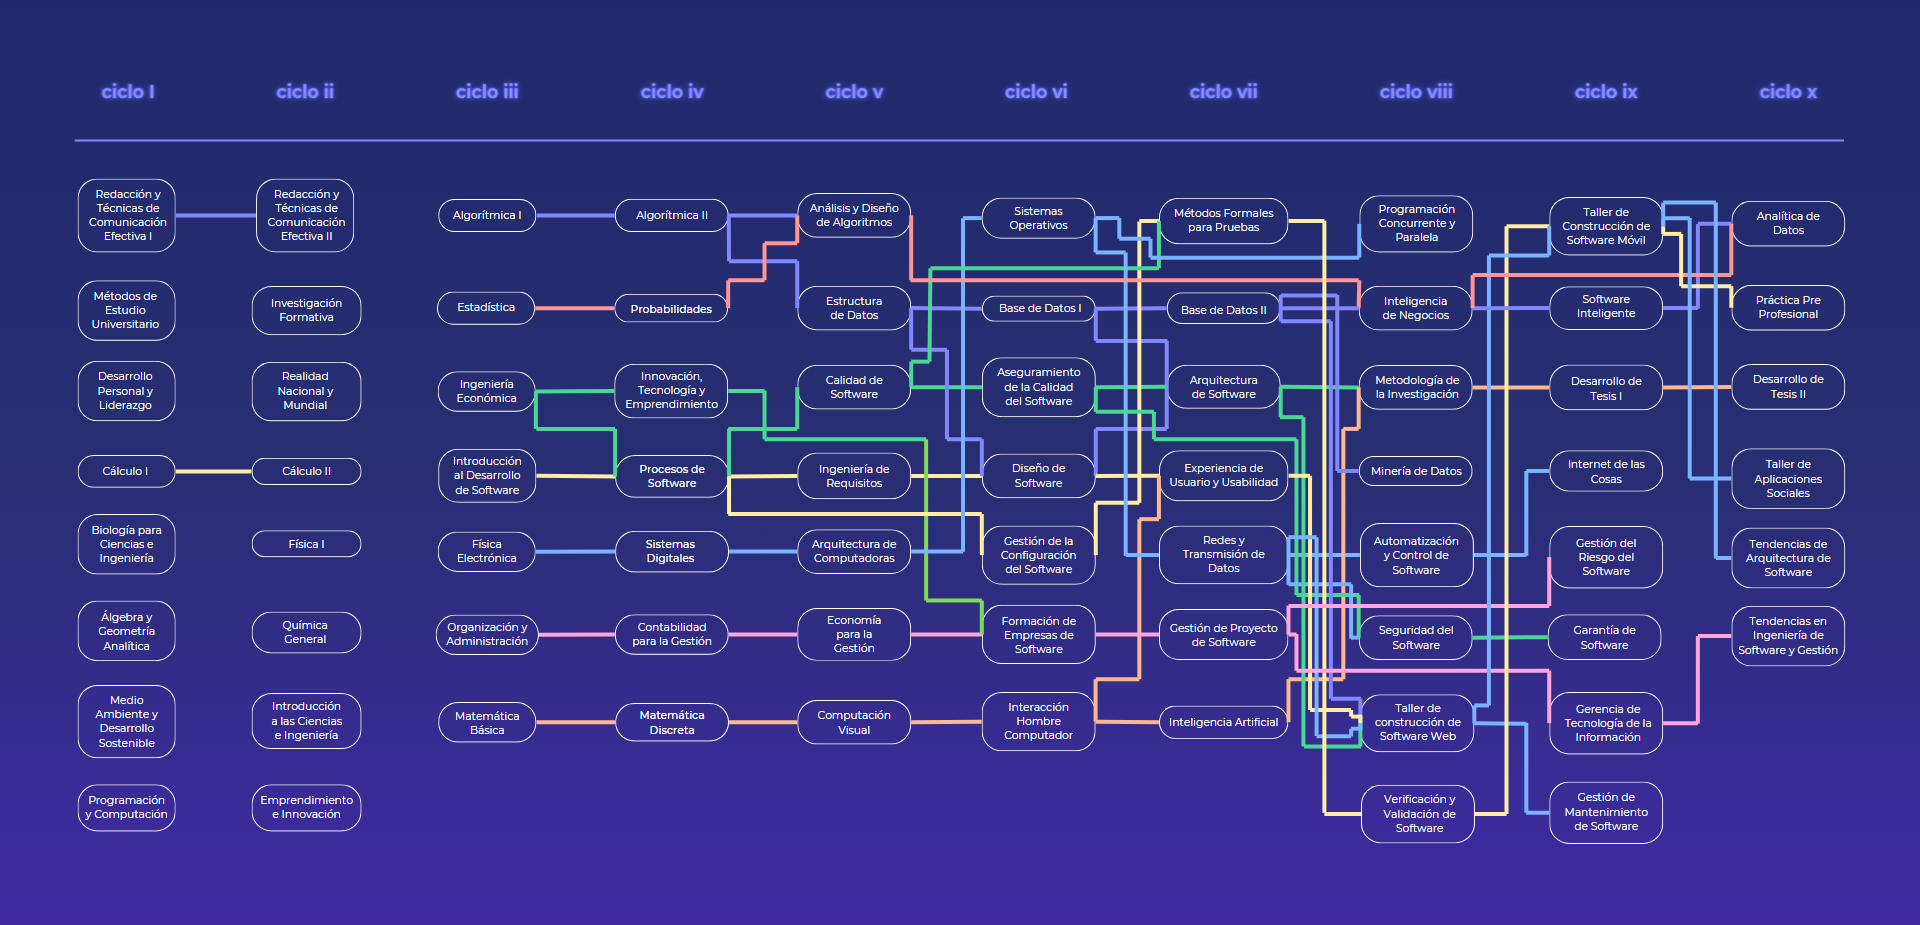 ciclo I
ciclo ii
ciclo iii
ciclo iv
ciclo v
ciclo vi
ciclo vii
ciclo viii
ciclo ix
ciclo x
Redacción y
Técnicas de
Comunicación
Efectiva I
Métodos de
Estudio
Universitario
Desarrollo
Personal y
Liderazgo
Cálculo I
Biología para
Ciencias e
Ingeniería
Álgebra y
Geometría
Analítica
Medio
Ambiente y
Desarrollo
Sostenible
Programación
y Computación
Redacción y
Técnicas de
Comunicación
Efectiva II
Investigación
Formativa
Realidad
Nacional y
Mundial
Cálculo II
Física I
Química
General
Introducción
a las Ciencias
e Ingeniería
Emprendimiento
e Innovación
Algorítmica I
Estadística
Ingeniería
Económica
Introducción
al Desarrollo
de Software
Física
Electrónica
Organización y
Administración
Matemática
Básica
Algorítmica II
Probabilidades
Innovación,
Tecnología y
Emprendimiento
Procesos de
Software
Sistemas
Digitales
Contabilidad
para la Gestión
Matemática
Discreta
Análisis y Diseño
de Algoritmos
Estructura
de Datos
Calidad de
Software
Ingeniería de
Requisitos
Arquitectura de
Computadoras
Economía
para la
Gestión
Computación
Visual
Sistemas
Operativos
Base de Datos I
Aseguramiento
de la Calidad
del Software
Diseño de
Software
Gestión de la
Configuración
del Software
Formación de
Empresas de
Software
Interacción
Hombre
Computador
Métodos Formales
para Pruebas
Base de Datos II
Arquitectura
de Software
Experiencia de
Usuario y Usabilidad
Redes y
Transmisión de
Datos
Gestión de Proyecto
de Software
Inteligencia Artificial
Programación
Concurrente y
Paralela
Inteligencia
de Negocios
Metodología de
la Investigación
Minería de Datos
Automatización
y Control de
Software
Seguridad del
Software
Taller de
construcción de
Software Web
Verificación y
Validación de
Software
Taller de
Construcción de
Software Móvil
Software
Inteligente
Desarrollo de
Tesis I
Internet de las
Cosas
Gestión del
Riesgo del
Software
Garantía de
Software
Gerencia de
Tecnología de la
Información
Gestión de
Mantenimiento
de Software
Analítica de
Datos
Práctica Pre
Profesional
Desarrollo de
Tesis II
Taller de
Aplicaciones
Sociales
Tendencias de
Arquitectura de
Software
Tendencias en
Ingeniería de
Software y Gestión